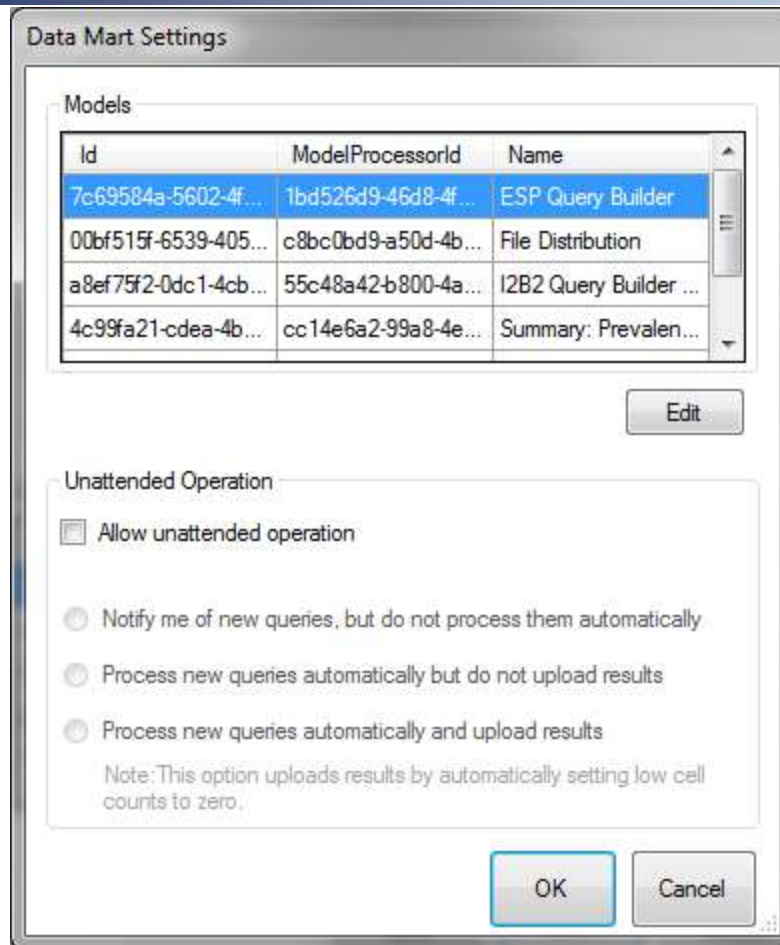 Data Mart Settings
Models
Id ModelProcessorId Name
7c69584a-5602-4f... 1bd526d9-46d8-4f... ESP Query Builder
00bf515f-6539-405... c8bc0bd9-a50d-4b... File Distribution
a8ef75f2-0dc1-4cb... 55c48a42-b800-4a... I2B2 Query Builder ...
4c99fa21-cdea-4b... cc14e6a2-99a8-4e... Summary: Prevalen...
Edit
Unattended Operation
Allow unattended operation
Notify me of new queries, but do not process them automatically
Process new queries automatically but do not upload results
Process new queries automatically and upload results
Note:This option uploads results by automatically setting low cell
counts to zero.
OK Cancel